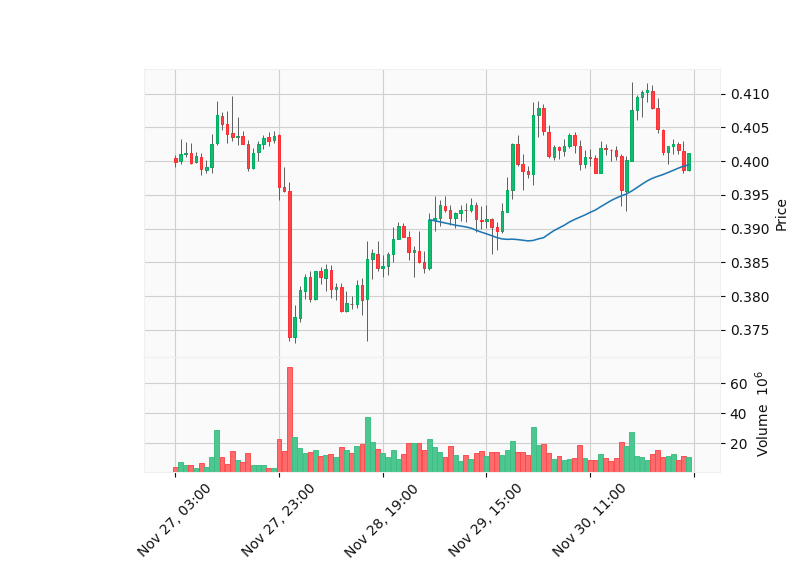 0.410
0.405
0.400
0.395
0.390
0.385
0.380
0.375
Price
60
40
20
Volume 10^6
Nov 27, 03:00
Nov 27, 23:00
Nov 28, 19:00
Nov 29, 15:00
Nov 30, 11:00